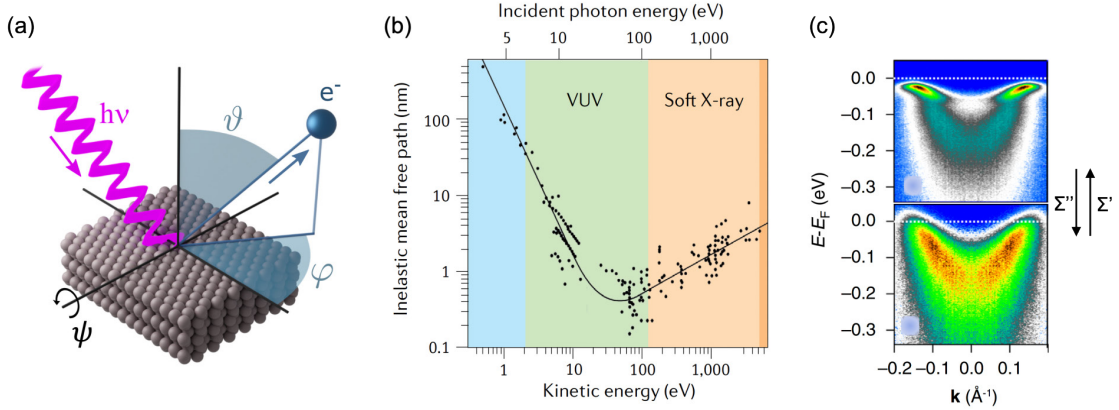 (a)
hν
ϑ
e-
φ
ψ
(b)
Incident photon energy (eV)
5 10 100 1,000
VUV
Soft X-ray
Inelastic mean free path (nm)
100
10
1
0.1
1 10 100 1,000
Kinetic energy (eV)
(c)
0.0
−0.1
−0.2
−0.3
0.0
−0.1
−0.2
−0.3
E-EF (eV)
Σ''
Σ'
−0.2 −0.1 0.0 0.1
k (Å-1)